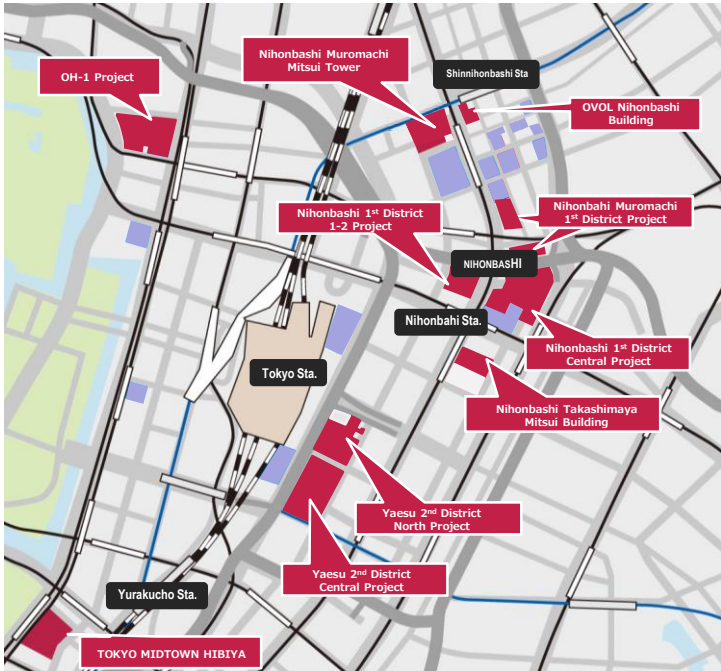 Nihonbashi Muromachi
Mitsui Tower
OH-1 Project
Shinnihonbashi Sta
OVOL Nihonbashi
Building
Nihonbashi 1st District
1-2 Project
Nihonbahi Muromachi
1st District Project
NIHONBASHI
Nihonbahi Sta.
Nihonbashi 1st District
Central Project
Tokyo Sta.
Nihonbashi Takashimaya
Mitsui Building
Yaesu 2nd District
North Project
Yaesu 2nd District
Central Project
Yurakucho Sta.
TOKYO MIDTOWN HIBIYA